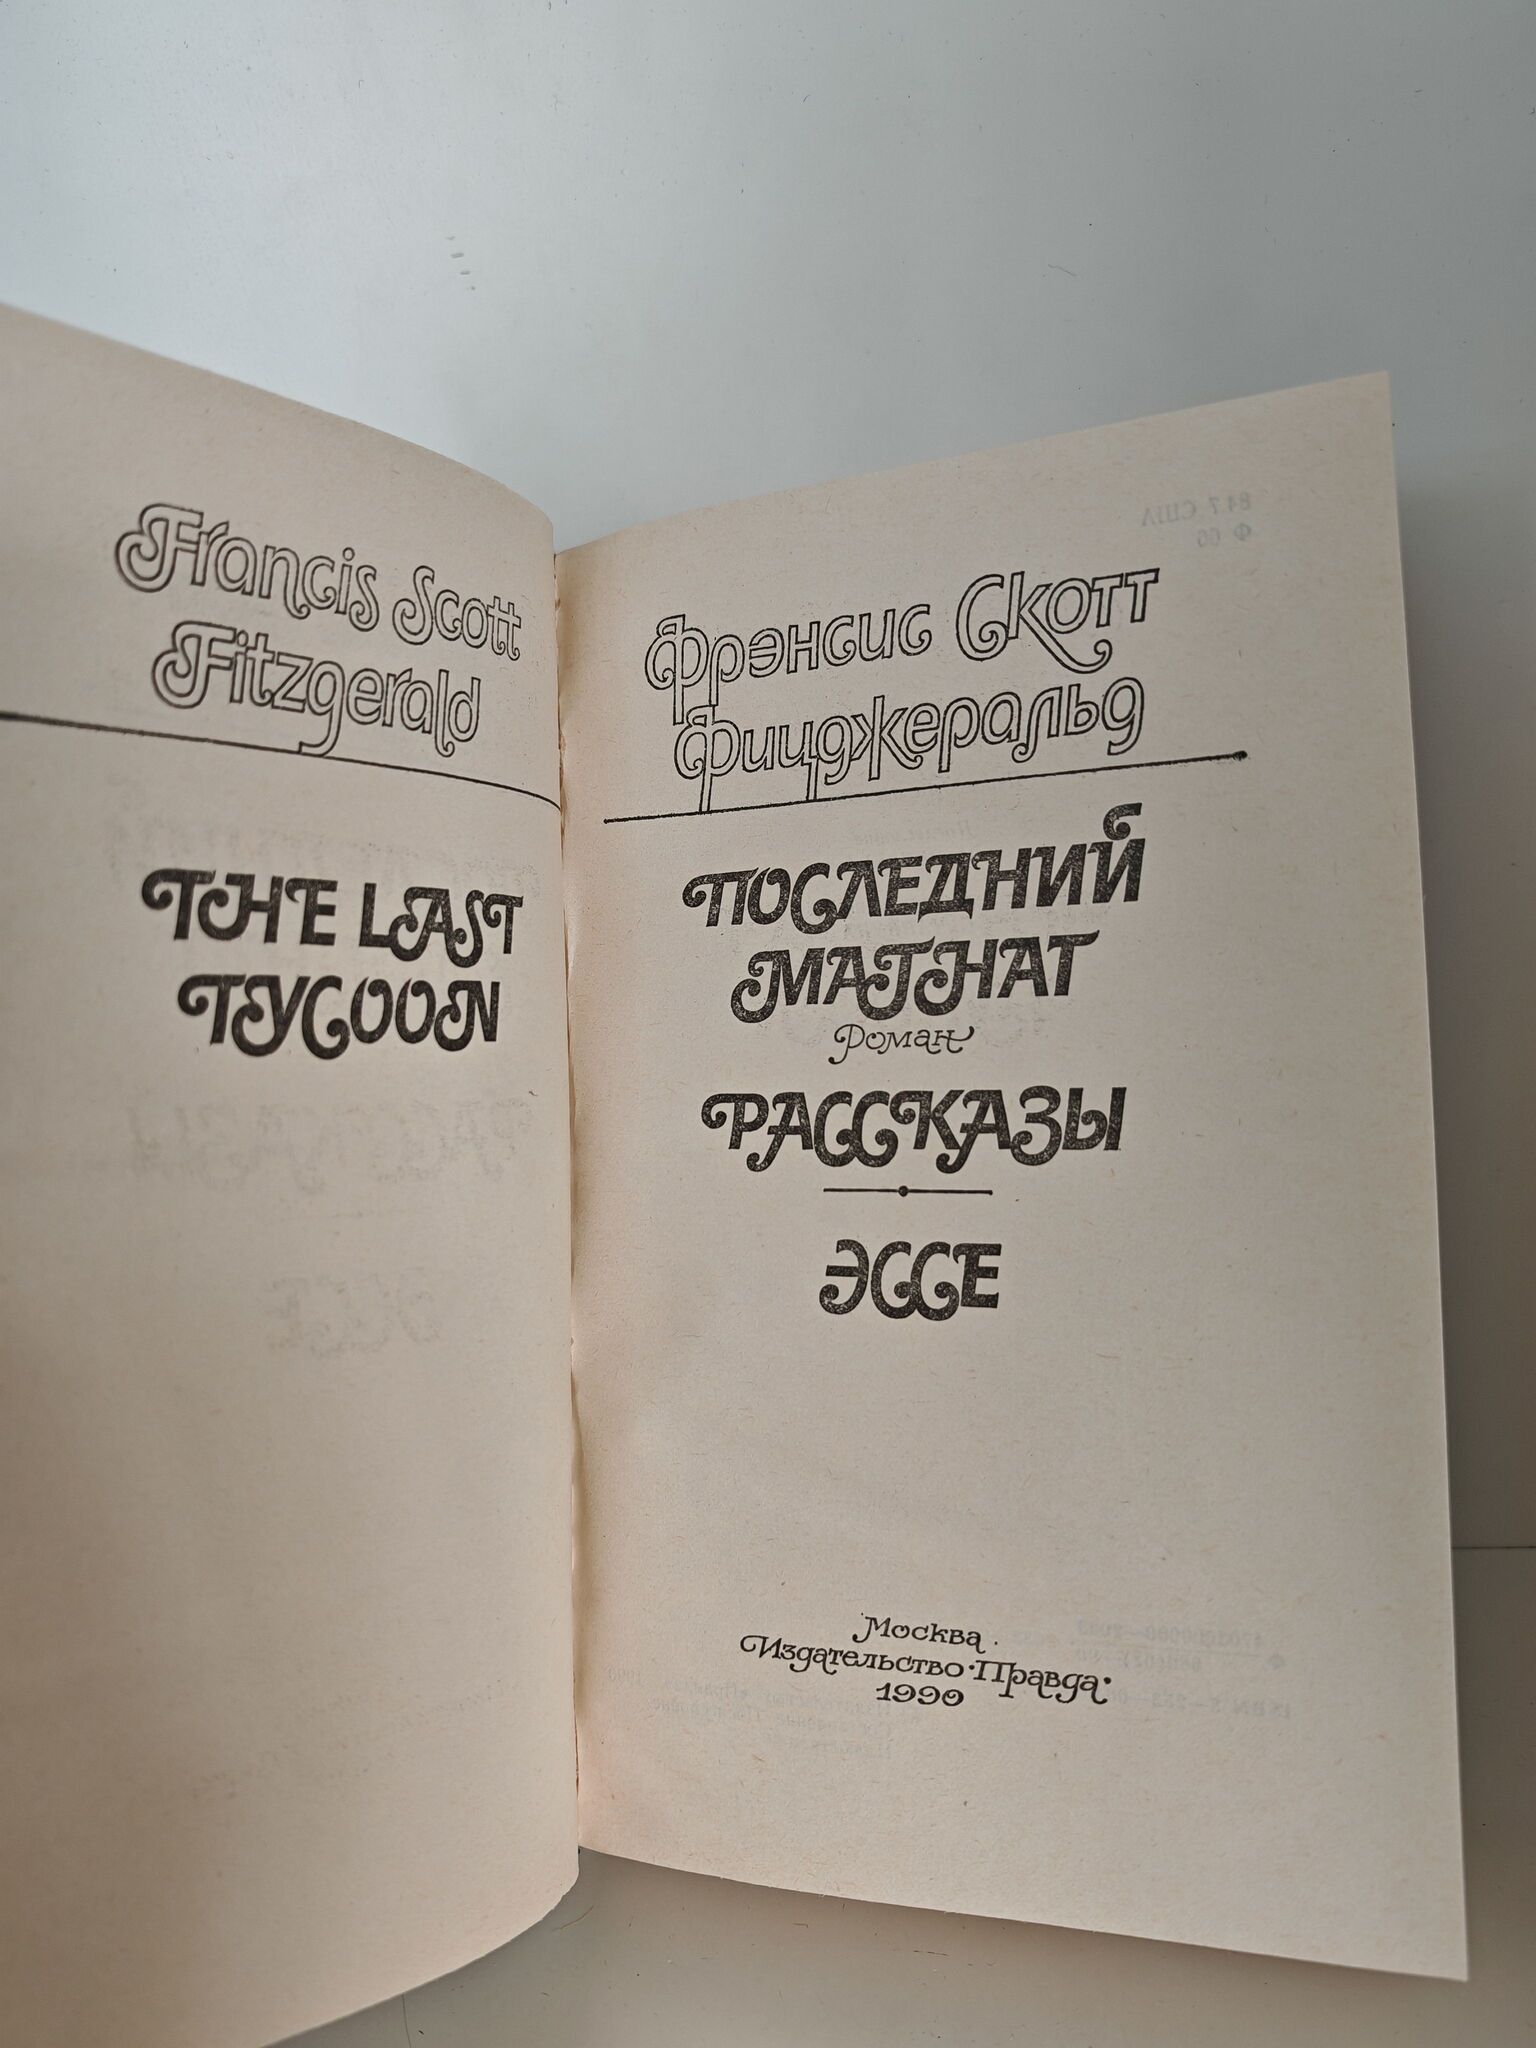 Francis Scott
Fitzgerald
THE LAST
TYCOON
Фрэнсис Скотт
Фицджеральд
ПОСЛЕДНИЙ
МАГНАТ
Роман
РАССКАЗЫ
ЭССЕ
Москва
Издательство «Правда»
1990